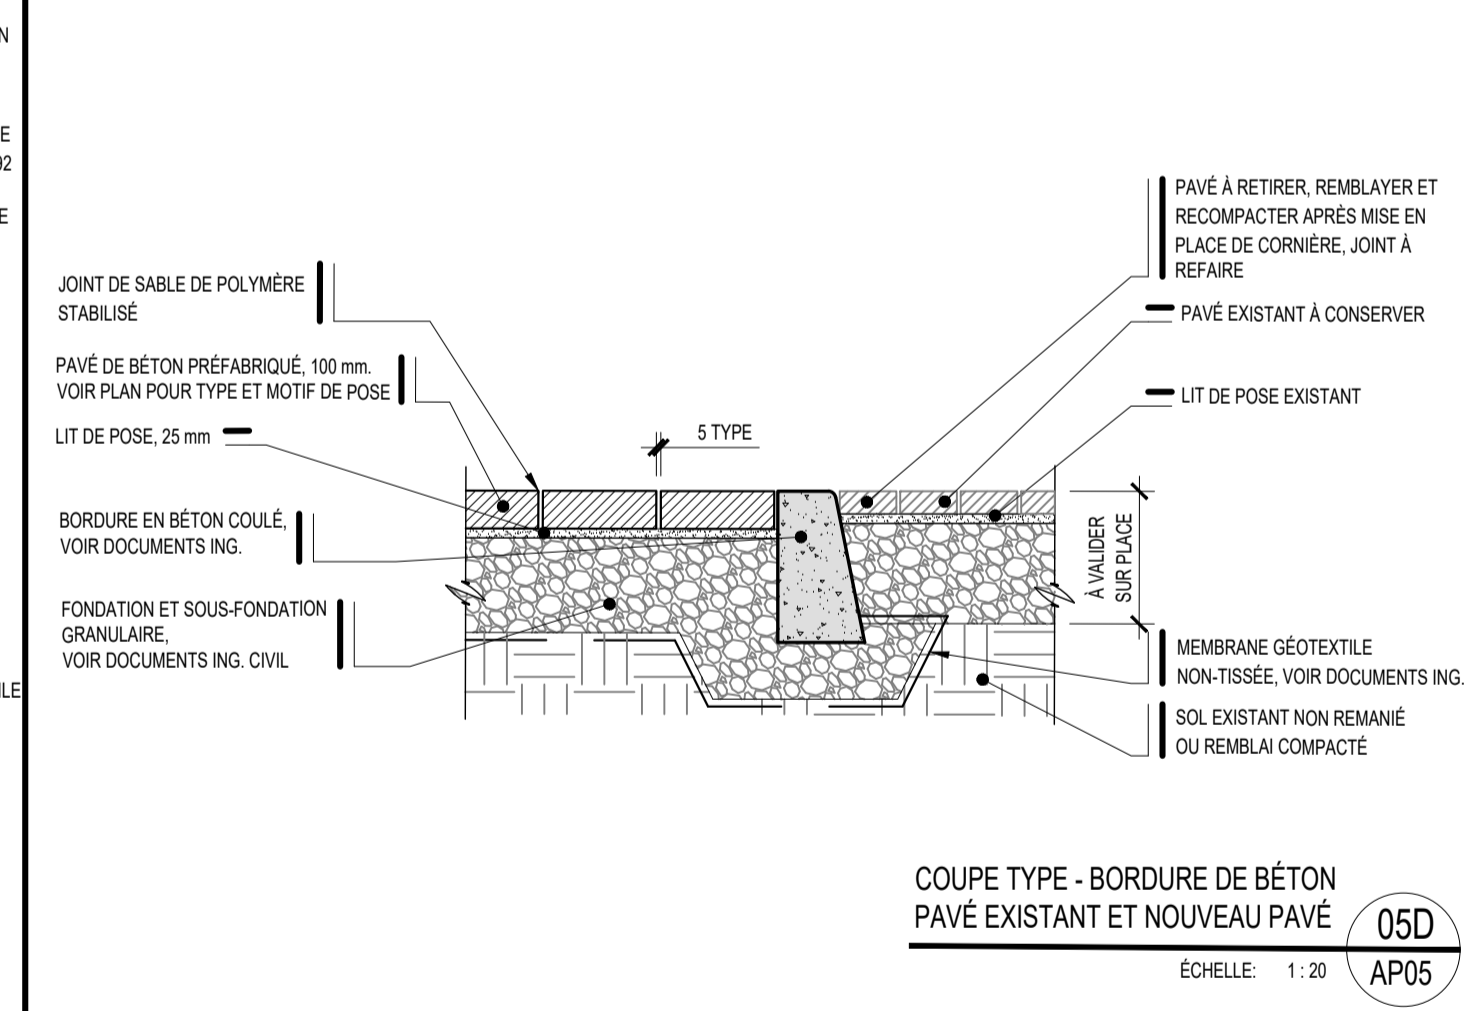 N
E
92
E
ILE
JOINT DE SABLE DE POLYMÈRE
STABILISÉ
PAVÉ DE BÉTON PRÉFABRIQUÉ, 100 mm.
VOIR PLAN POUR TYPE ET MOTIF DE POSE
LIT DE POSE, 25 mm
BORDURE EN BÉTON COULÉ,
VOIR DOCUMENTS ING.
FONDATION ET SOUS-FONDATION
GRANULAIRE,
VOIR DOCUMENTS ING. CIVIL
5 TYPE
PAVÉ À RETIRER, REMBLAYER ET
RECOMPACTER APRÈS MISE EN
PLACE DE CORNIÈRE, JOINT À
REFAIRE
PAVÉ EXISTANT À CONSERVER
LIT DE POSE EXISTANT
À VALIDER
SUR PLACE
MEMBRANE GÉOTEXTILE
NON-TISSÉE, VOIR DOCUMENTS ING.
SOL EXISTANT NON REMANIÉ
OU REMBLAI COMPACTÉ
COUPE TYPE - BORDURE DE BÉTON
PAVÉ EXISTANT ET NOUVEAU PAVÉ
05D
ÉCHELLE: 1 : 20
AP05